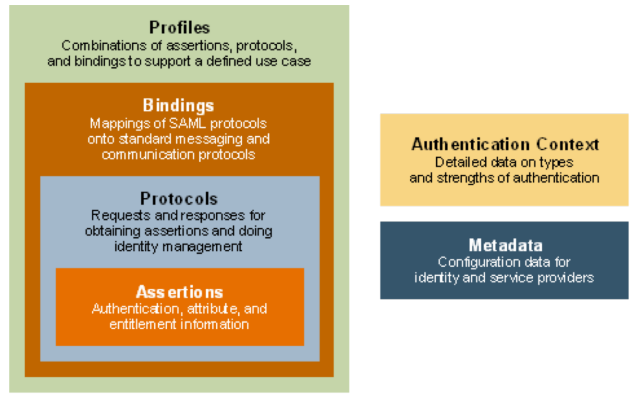 Profiles
Combinations of assertions, protocols,
and bindings to support a defined use case
Bindings
Mappings of SAML protocols
onto standard messaging and
communication protocols
Protocols
Requests and responses for
obtaining assertions and doing
identity management
Assertions
Authentication, attribute, and
entitlement information
Authentication Context
Detailed data on types
and strengths of authentication
Metadata
Configuration data for
identity and service providers